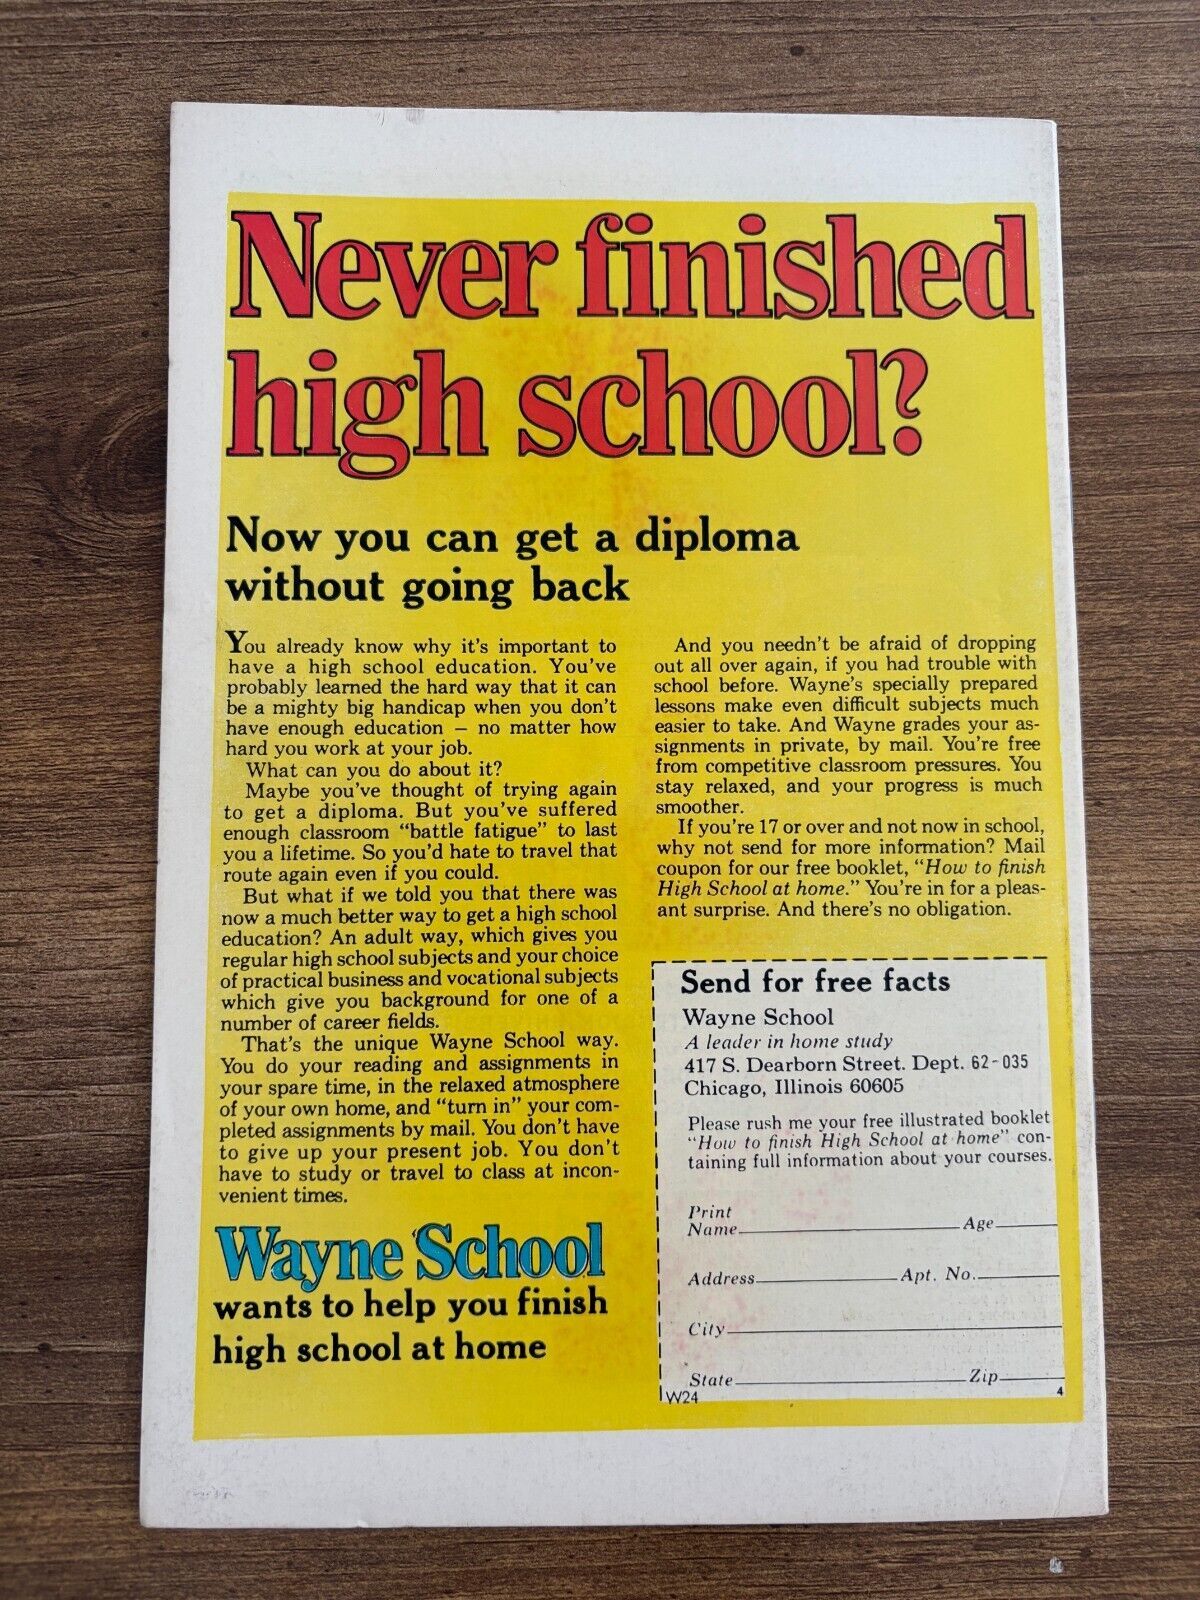 Never finished
high school?
Now you can get a diploma
without going back
You already know why it's important to
have a high school education. You've
probably learned the hard way that it can
be a mighty big handicap when you don't
have enough education – no matter how
hard you work at your job.
What can you do about it?
Maybe you've thought of trying again
to get a diploma. But you've suffered
enough classroom “battle fatigue” to last
you a lifetime. So you'd hate to travel that
route again even if you could.
But what if we told you that there was
now a much better way to get a high school
education? An adult way, which gives you
regular high school subjects and your choice
of practical business and vocational subjects
which give you background for one of a
number of career fields.
That's the unique Wayne School way.
You do your reading and assignments in
your spare time, in the relaxed atmosphere
of your own home, and “turn in” your com-
pleted assignments by mail. You don't have
to give up your present job. You don't
have to study or travel to class at incon-
venient times.
Wayne School
wants to help you finish
high school at home
And you needn't be afraid of dropping
out all over again, if you had trouble with
school before. Wayne's specially prepared
lessons make even difficult subjects much
easier to take. And Wayne grades your as-
signments in private, by mail. You're free
from competitive classroom pressures. You
stay relaxed, and your progress is much
smoother.
If you're 17 or over and not now in school,
why not send for more information? Mail
coupon for our free booklet, “How to finish
High School at home.” You're in for a pleas-
ant surprise. And there's no obligation.
Send for free facts
Wayne School
A leader in home study
417 S. Dearborn Street. Dept. 62-035
Chicago, Illinois 60605
Please rush me your free illustrated booklet
“How to finish High School at home” con-
taining full information about your courses.
Print
Name Age
Address Apt. No.
City
State Zip
W24 4